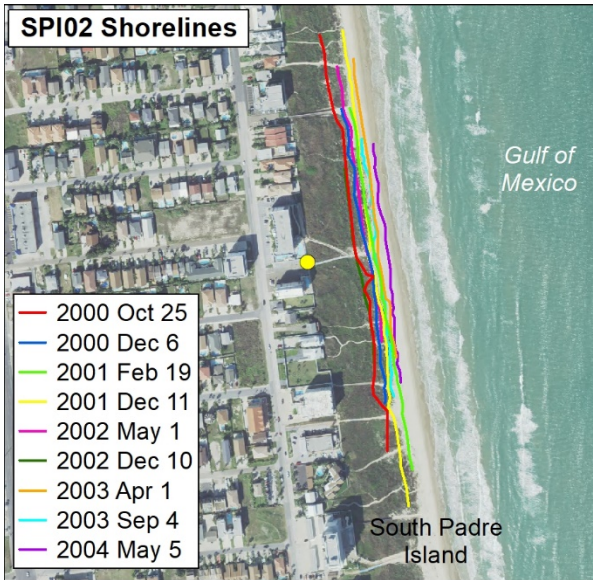 SPI02 Shorelines
Gulf of
Mexico
2000 Oct 25
2000 Dec 6
2001 Feb 19
2001 Dec 11
2002 May 1
2002 Dec 10
2003 Apr 1
2003 Sep 4
2004 May 5
South Padre
Island